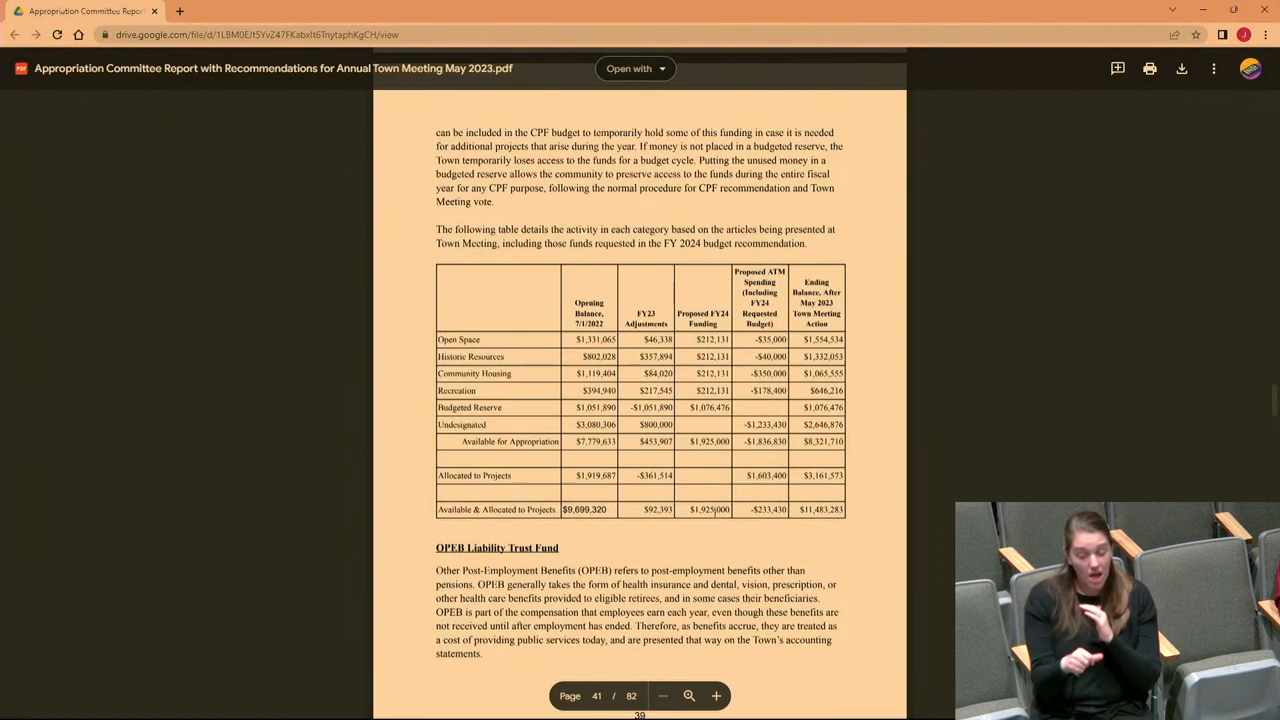 Appropriation Committee Report
drive.google.com/file/d/1LBM0EJt5YvZ47FKabxIt6TnytaphKgCH/view
J
PDF
Appropriation Committee Report with Recommendations for Annual Town Meeting May 2023.pdf
Open with
can be included in the CPF budget to temporarily hold some of this funding in case it is needed
for additional projects that arise during the year. If money is not placed in a budgeted reserve, the
Town temporarily loses access to the funds for a budget cycle. Putting the unused money in a
budgeted reserve allows the community to preserve access to the funds during the entire fiscal
year for any CPF purpose, following the normal procedure for CPF recommendation and Town
Meeting vote.
The following table details the activity in each category based on the articles being presented at
Town Meeting, including those funds requested in the FY 2024 budget recommendation.
Opening Balance, 7/1/2022 FY23 Adjustments Proposed FY24 Funding Proposed ATM Spending (Including FY24 Requested Budget) Ending Balance, After May 2023 Town Meeting Action
Open Space $1,331,065 $46,338 $212,131 -$35,000 $1,554,534
Historic Resources $802,028 $357,894 $212,131 -$40,000 $1,332,053
Community Housing $1,119,404 $84,020 $212,131 -$350,000 $1,065,555
Recreation $394,940 $217,545 $212,131 -$178,400 $646,216
Budgeted Reserve $1,051,890 -$1,051,890 $1,076,476 $1,076,476
Undesignated $3,080,306 $800,000 -$1,233,430 $2,646,876
Available for Appropriation $7,779,633 $453,907 $1,925,000 -$1,836,830 $8,321,710
Allocated to Projects $1,919,687 -$361,514 $1,603,400 $3,161,573
Available & Allocated to Projects $9,699,320 $92,393 $1,925,000 -$233,430 $11,483,283
OPEB Liability Trust Fund
Other Post-Employment Benefits (OPEB) refers to post-employment benefits other than
pensions. OPEB generally takes the form of health insurance and dental, vision, prescription, or
other health care benefits provided to eligible retirees, and in some cases their beneficiaries.
OPEB is part of the compensation that employees earn each year, even though these benefits are
not received until after employment has ended. Therefore, as benefits accrue, they are treated as
a cost of providing public services today, and are presented that way on the Town's accounting
statements.
Page 41 / 82
39